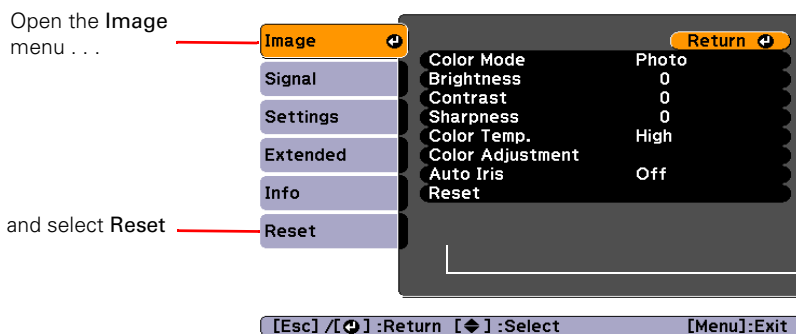 Open the Image
menu . . .
and select Reset
Image
Signal
Settings
Extended
Info
Reset
Return
Color Mode Photo
Brightness 0
Contrast 0
Sharpness 0
Color Temp. High
Color Adjustment
Auto Iris Off
Reset
[Esc] /[⏎] :Return [◆] :Select [Menu]:Exit